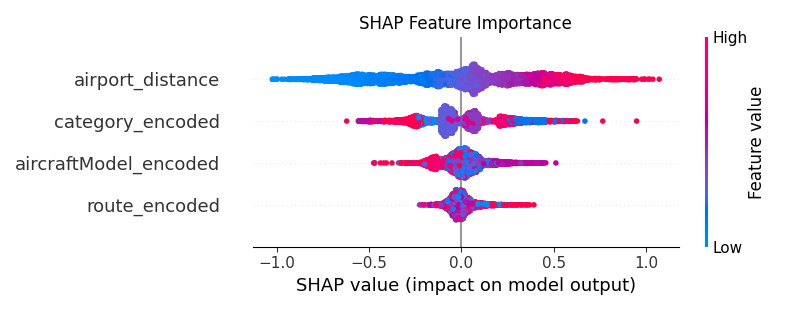 SHAP Feature Importance
High
airport_distance
category_encoded
aircraftModel_encoded
route_encoded
Feature value
Low
−1.0 −0.5 0.0 0.5 1.0
SHAP value (impact on model output)